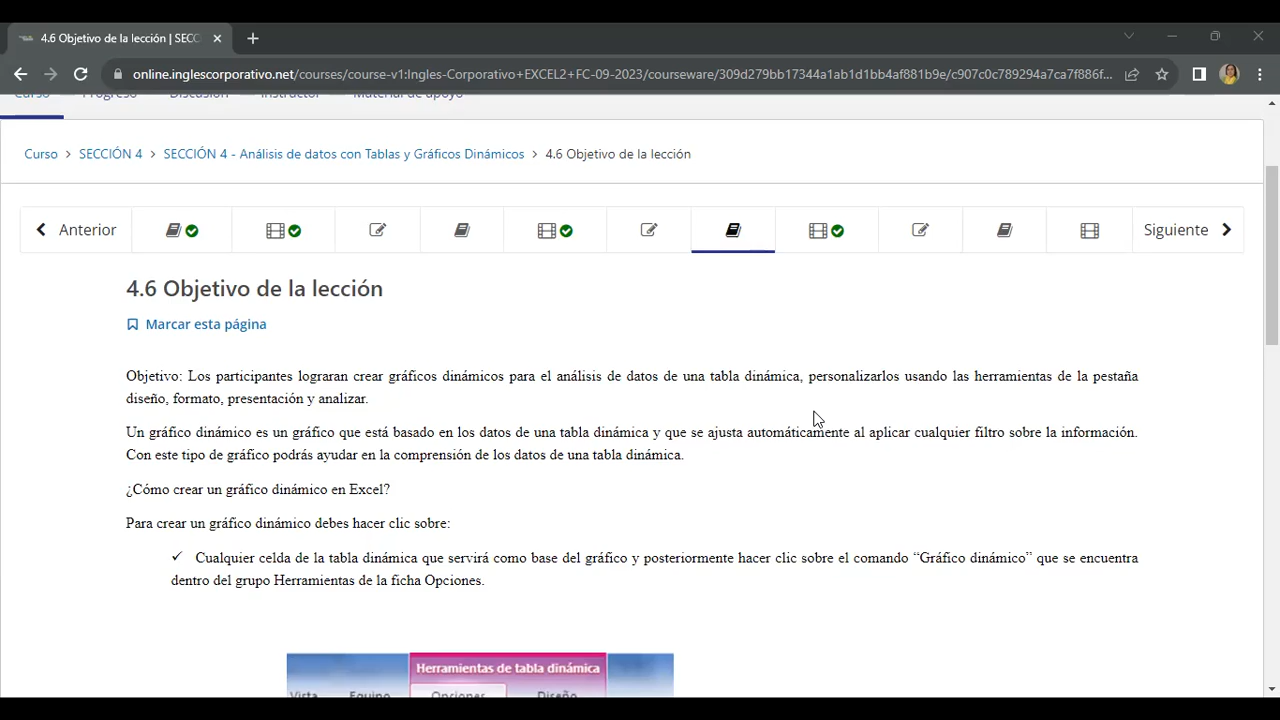 4.6 Objetivo de la lección | SECC
online.inglescorporativo.net/courses/course-v1:Ingles-Corporativo+EXCEL2+FC-09-2023/courseware/309d279bb17344a1ab1d1bb4af881b9e/c907c0c789294a7ca7f886f...
Curso Progreso Discusión Instructor Material de apoyo
Curso > SECCIÓN 4 > SECCIÓN 4 - Análisis de datos con Tablas y Gráficos Dinámicos > 4.6 Objetivo de la lección
Anterior Siguiente
4.6 Objetivo de la lección
Marcar esta página
Objetivo: Los participantes lograran crear gráficos dinámicos para el análisis de datos de una tabla dinámica, personalizarlos usando las herramientas de la pestaña
diseño, formato, presentación y analizar.
Un gráfico dinámico es un gráfico que está basado en los datos de una tabla dinámica y que se ajusta automáticamente al aplicar cualquier filtro sobre la información.
Con este tipo de gráfico podrás ayudar en la comprensión de los datos de una tabla dinámica.
¿Cómo crear un gráfico dinámico en Excel?
Para crear un gráfico dinámico debes hacer clic sobre:
✓ Cualquier celda de la tabla dinámica que servirá como base del gráfico y posteriormente hacer clic sobre el comando “Gráfico dinámico” que se encuentra
dentro del grupo Herramientas de la ficha Opciones.
Herramientas de tabla dinámica
Vista Equipo Opciones Diseño